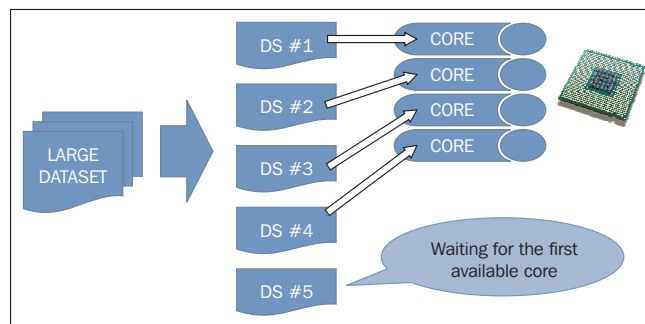 LARGE
DATASET
DS #1
DS #2
DS #3
DS #4
DS #5
CORE
CORE
CORE
CORE
Waiting for the first
available core